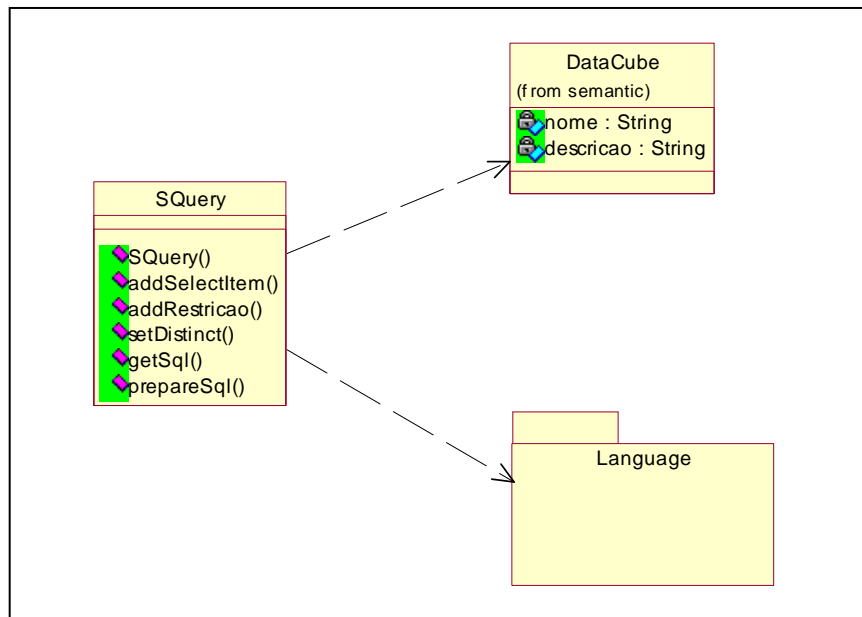 DataCube
(from semantic)
nome : String
descricao : String
SQuery
SQuery()
addSelectItem()
addRestricao()
setDistinct()
getSql()
prepareSql()
Language